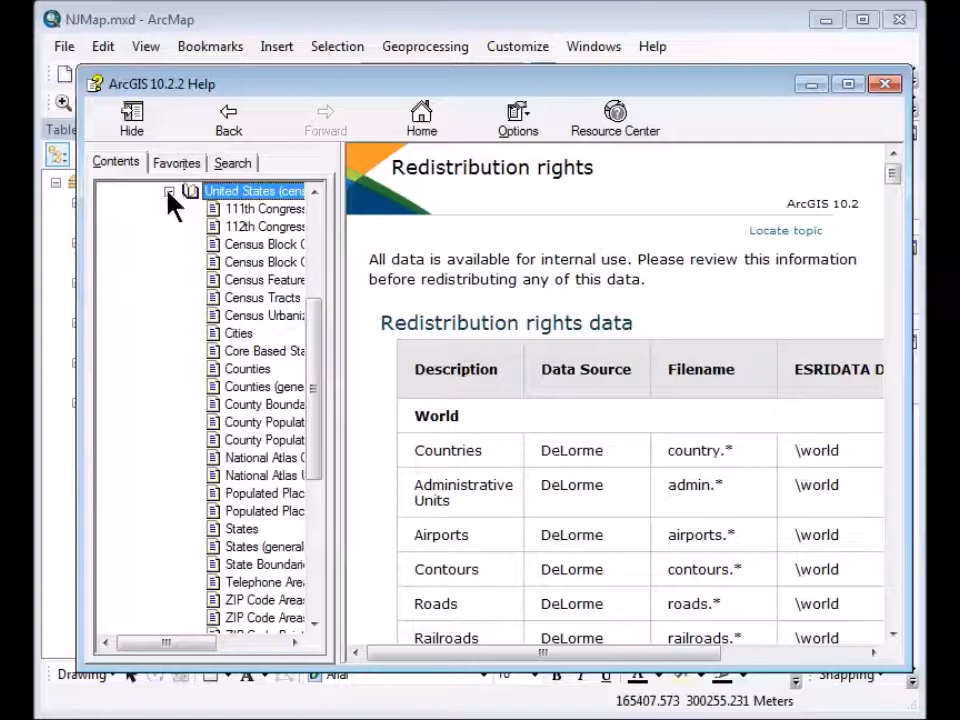 NJMap.mxd - ArcMap
File Edit View Bookmarks Insert Selection Geoprocessing Customize Windows Help
ArcGIS 10.2.2 Help
Hide Back Forward Home Options Resource Center
Table
Contents Favorites Search
United States (cens
111th Congress
112th Congress
Census Block G
Census Block G
Census Feature
Census Tracts
Census Urbaniz
Cities
Core Based Sta
Counties
Counties (gene
County Bounda
County Populat
County Populat
National Atlas
National Atlas
Populated Plac
Populated Plac
States
States (general
State Boundari
Telephone Area
ZIP Code Areas
ZIP Code Areas
Redistribution rights
ArcGIS 10.2
Locate topic
All data is available for internal use. Please review this information
before redistributing any of this data.
Redistribution rights data
Description Data Source Filename ESRIDATA D
World
Countries DeLorme country.* \world
Administrative Units DeLorme admin.* \world
Airports DeLorme airports.* \world
Contours DeLorme contours.* \world
Roads DeLorme roads.* \world
Railroads DeLorme railroads.* \world
Drawing Arial 10 B I U A Snapping
165407.573 300255.231 Meters